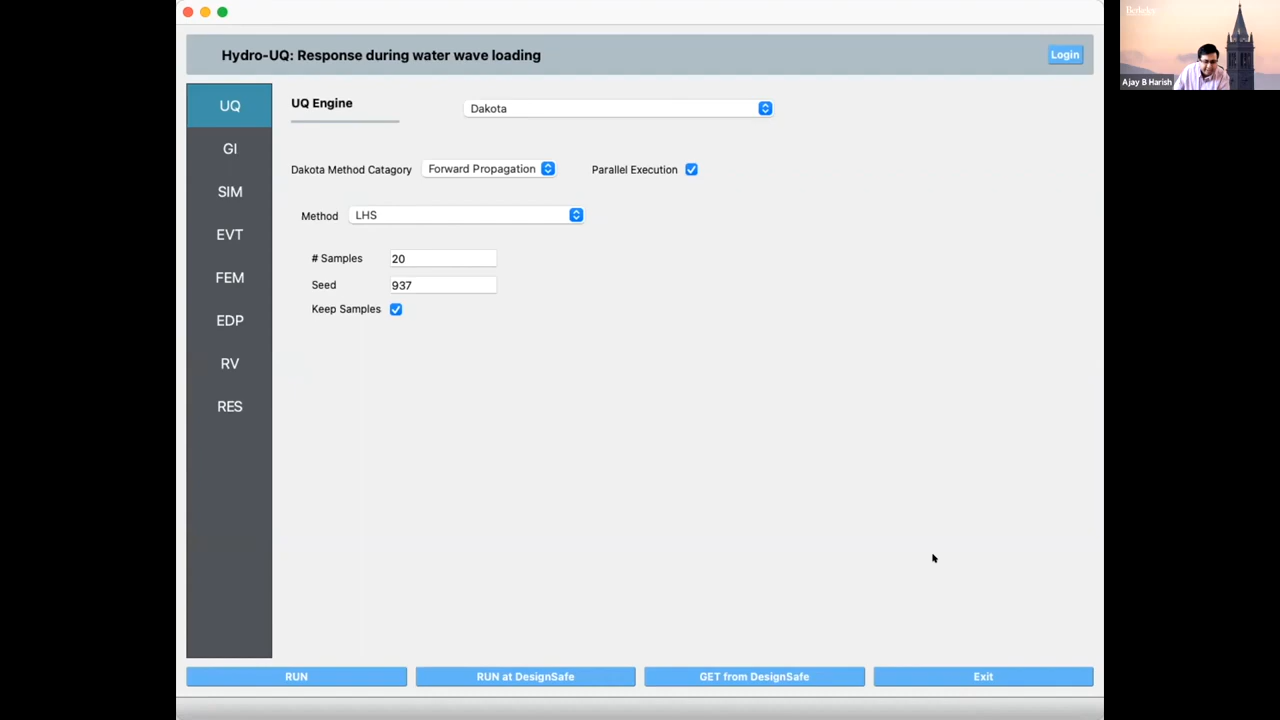 Hydro-UQ: Response during water wave loading
Login
UQ
GI
SIM
EVT
FEM
EDP
RV
RES
UQ Engine
Dakota
Dakota Method Catagory
Forward Propagation
Parallel Execution
Method
LHS
# Samples
20
Seed
937
Keep Samples
RUN
RUN at DesignSafe
GET from DesignSafe
Exit
Berkeley
Ajay B Harish